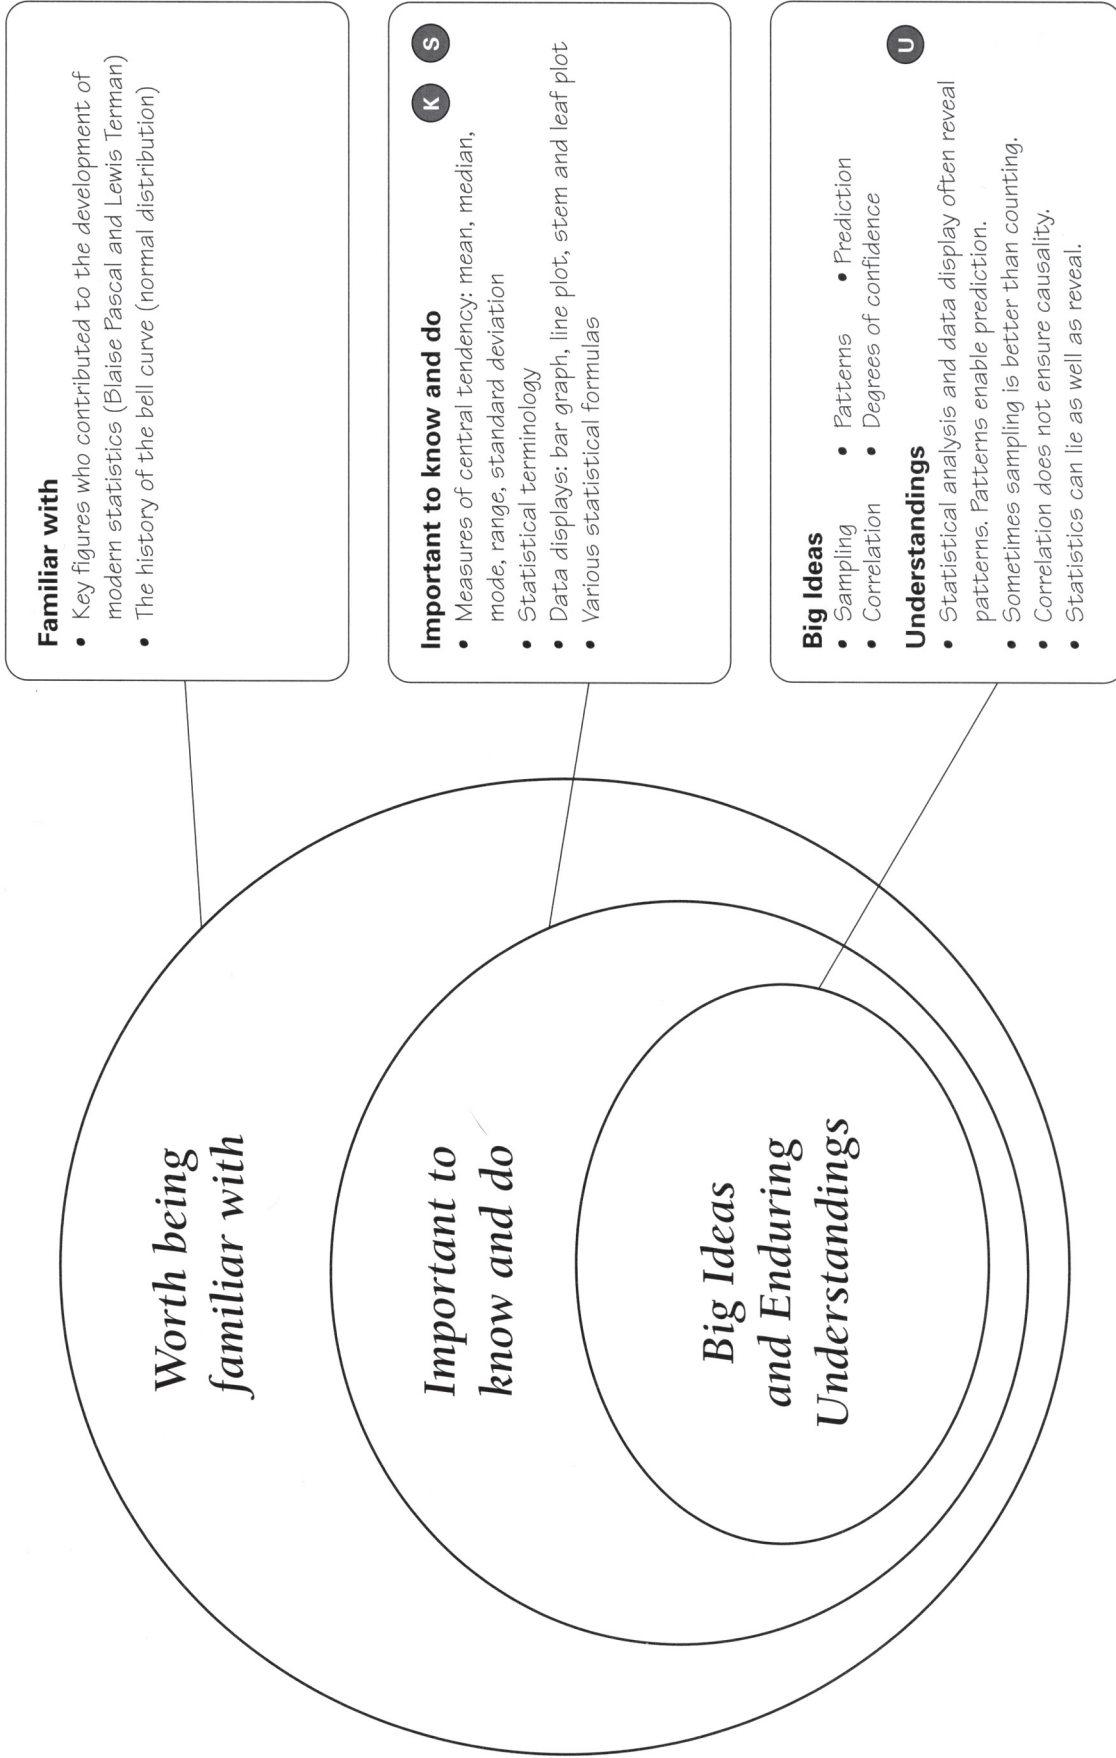 Worth being
familiar with
Important to
know and do
Big Ideas
and Enduring
Understandings
Familiar with
• Key figures who contributed to the development of
modern statistics (Blaise Pascal and Lewis Terman)
• The history of the bell curve (normal distribution)
Important to know and do
K S
• Measures of central tendency: mean, median,
mode, range, standard deviation
• Statistical terminology
• Data displays: bar graph, line plot, stem and leaf plot
• Various statistical formulas
Big Ideas
• Sampling • Patterns • Prediction
• Correlation • Degrees of confidence
Understandings
U
• Statistical analysis and data display often reveal
patterns. Patterns enable prediction.
• Sometimes sampling is better than counting.
• Correlation does not ensure causality.
• Statistics can lie as well as reveal.